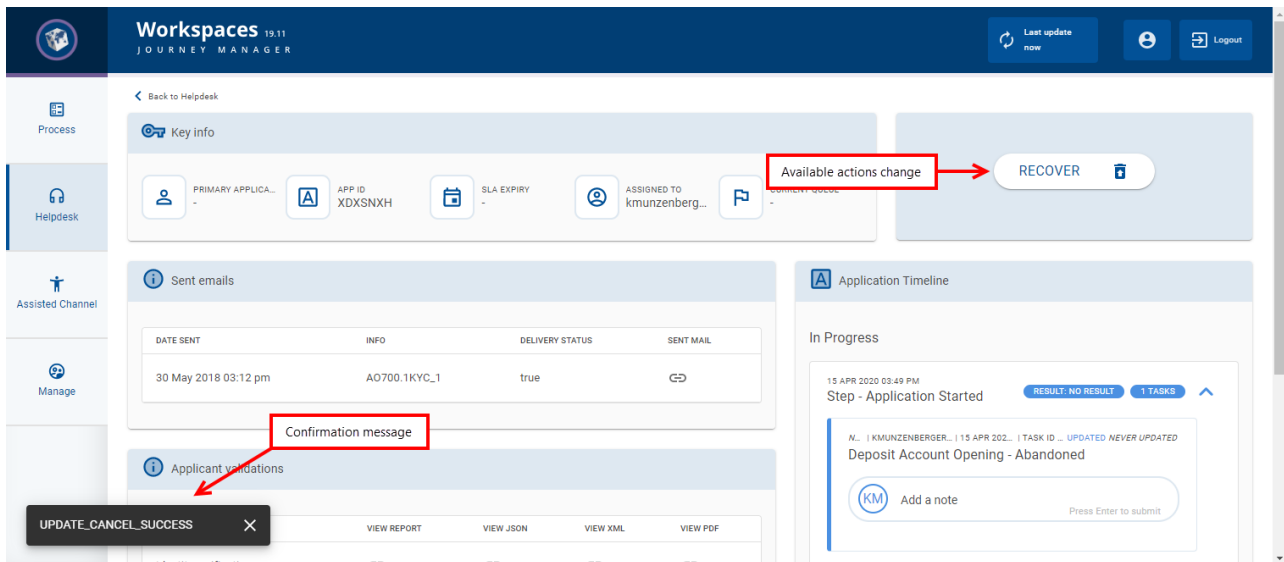 Workspaces 19.11
JOURNEY MANAGER
Last update
now
Logout
Process
Helpdesk
Assisted Channel
Manage
Back to Helpdesk
Key info
PRIMARY APPLICA...
-
APP ID
XDXSNXH
SLA EXPIRY
-
ASSIGNED TO
kmunzenberg...
CURRENT QUEUE
-
Available actions change
RECOVER
Sent emails
DATE SENT INFO DELIVERY STATUS SENT MAIL
30 May 2018 03:12 pm AO700.1KYC_1 true
Confirmation message
Applicant validations
VIEW REPORT VIEW JSON VIEW XML VIEW PDF
UPDATE_CANCEL_SUCCESS
Application Timeline
In Progress
15 APR 2020 03:49 PM
Step - Application Started
RESULT: NO RESULT
1 TASKS
N... | KMUNZENBERGER... | 15 APR 202... | TASK ID ... UPDATED NEVER UPDATED
Deposit Account Opening - Abandoned
KM
Add a note
Press Enter to submit